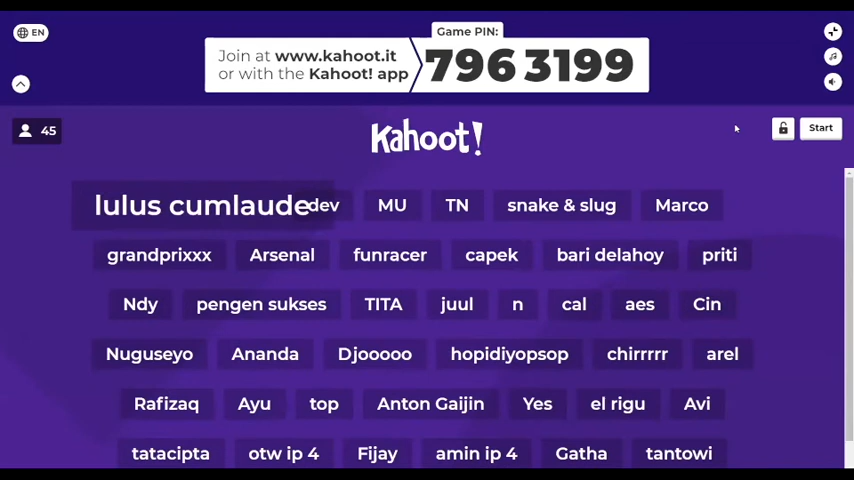 EN
Join at www.kahoot.it
or with the Kahoot! app
Game PIN:
796 3199
45
Kahoot!
Start
lulus cumlaude dev MU TN snake & slug Marco
grandprixxx Arsenal funracer capek bari delahoy priti
Ndy pengen sukses TITA juul n cal aes Cin
Nuguseyo Ananda Djooooo hopidiyopsop chirrrrr arel
Rafizaq Ayu top Anton Gaijin Yes el rigu Avi
tatacipta otw ip 4 Fijay amin ip 4 Gatha tantowi